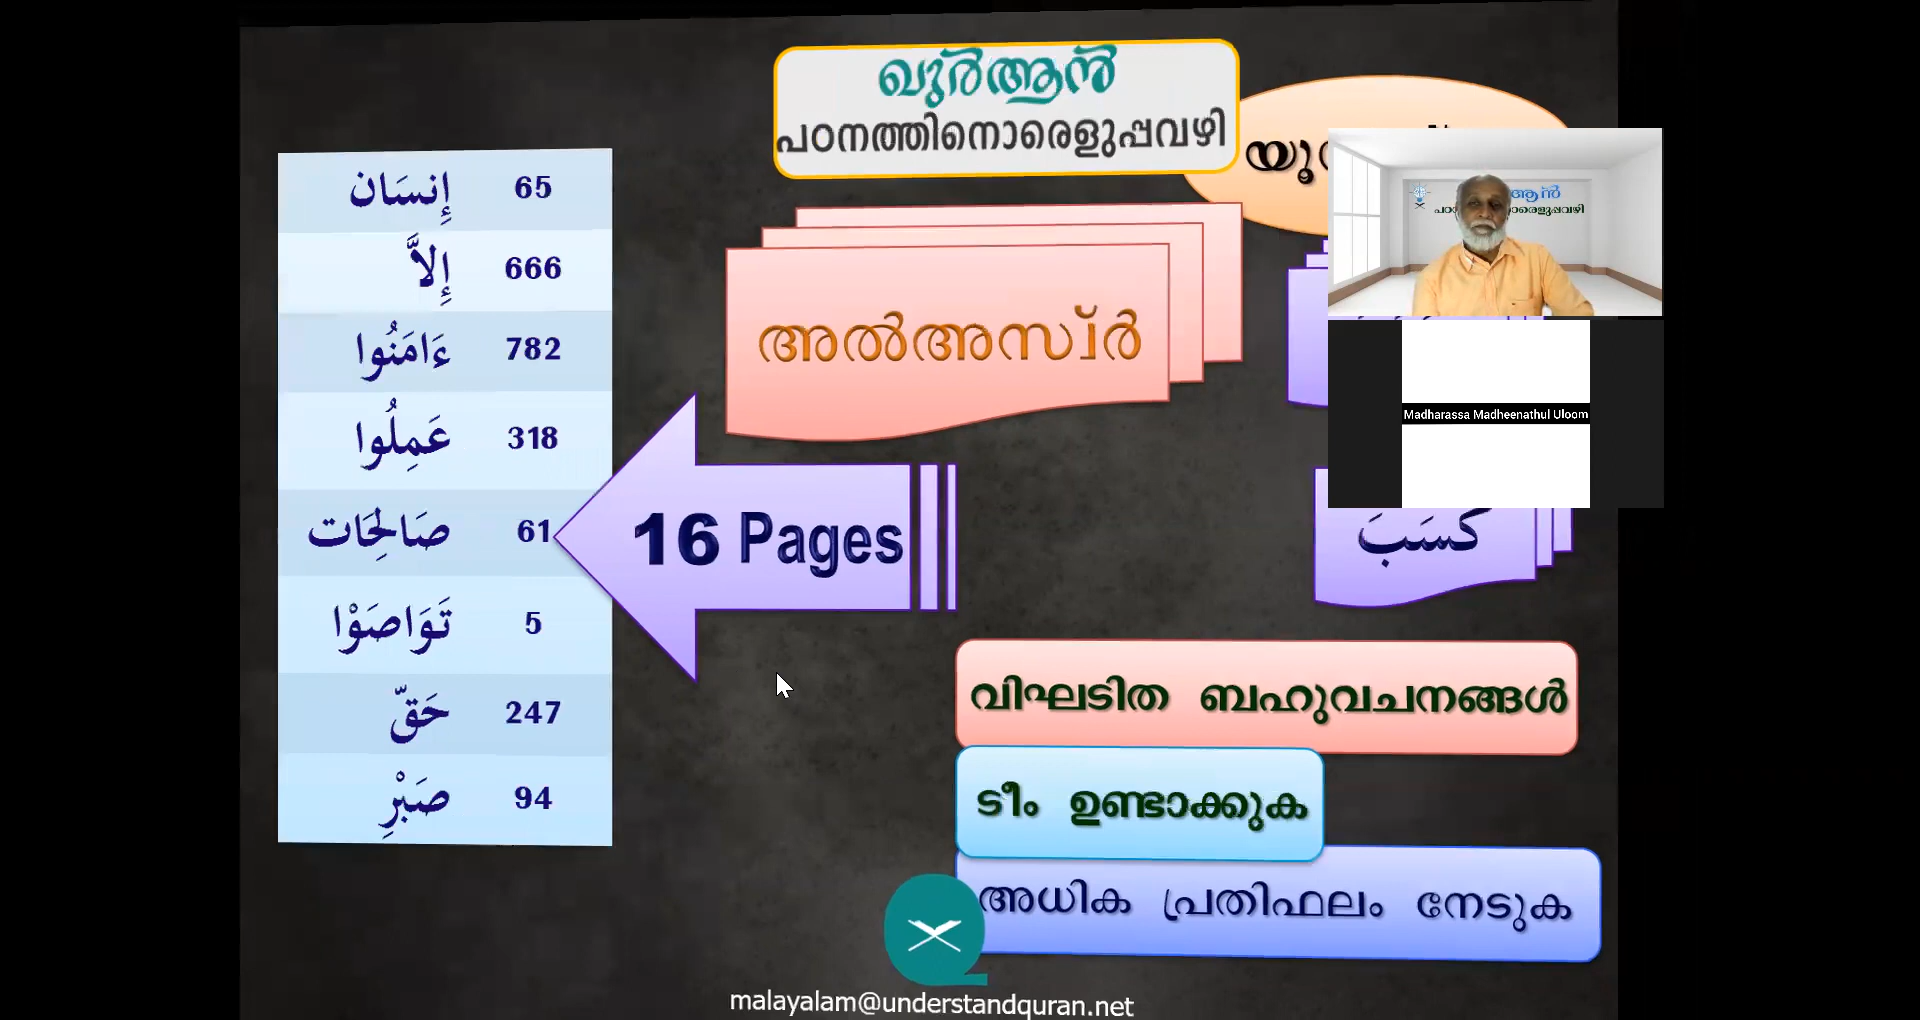 ഖുർആൻ
പഠനത്തിനൊരെളുപ്പവഴി
إِنسَان 65
إِلاَّ 666
ءَامَنُوا 782
عَمِلُوا 318
صَالِحَات 61
تَوَاصَوْا 5
حَقّ 247
صَبْرِ 94
അൽഅസ്ർ
16 Pages
Madharassa Madheenathul Uloom
كَسَبَ
വിഘടിത ബഹുവചനങ്ങൾ
ടീം ഉണ്ടാക്കുക
അധിക പ്രതിഫലം നേടുക
malayalam@understandquran.net